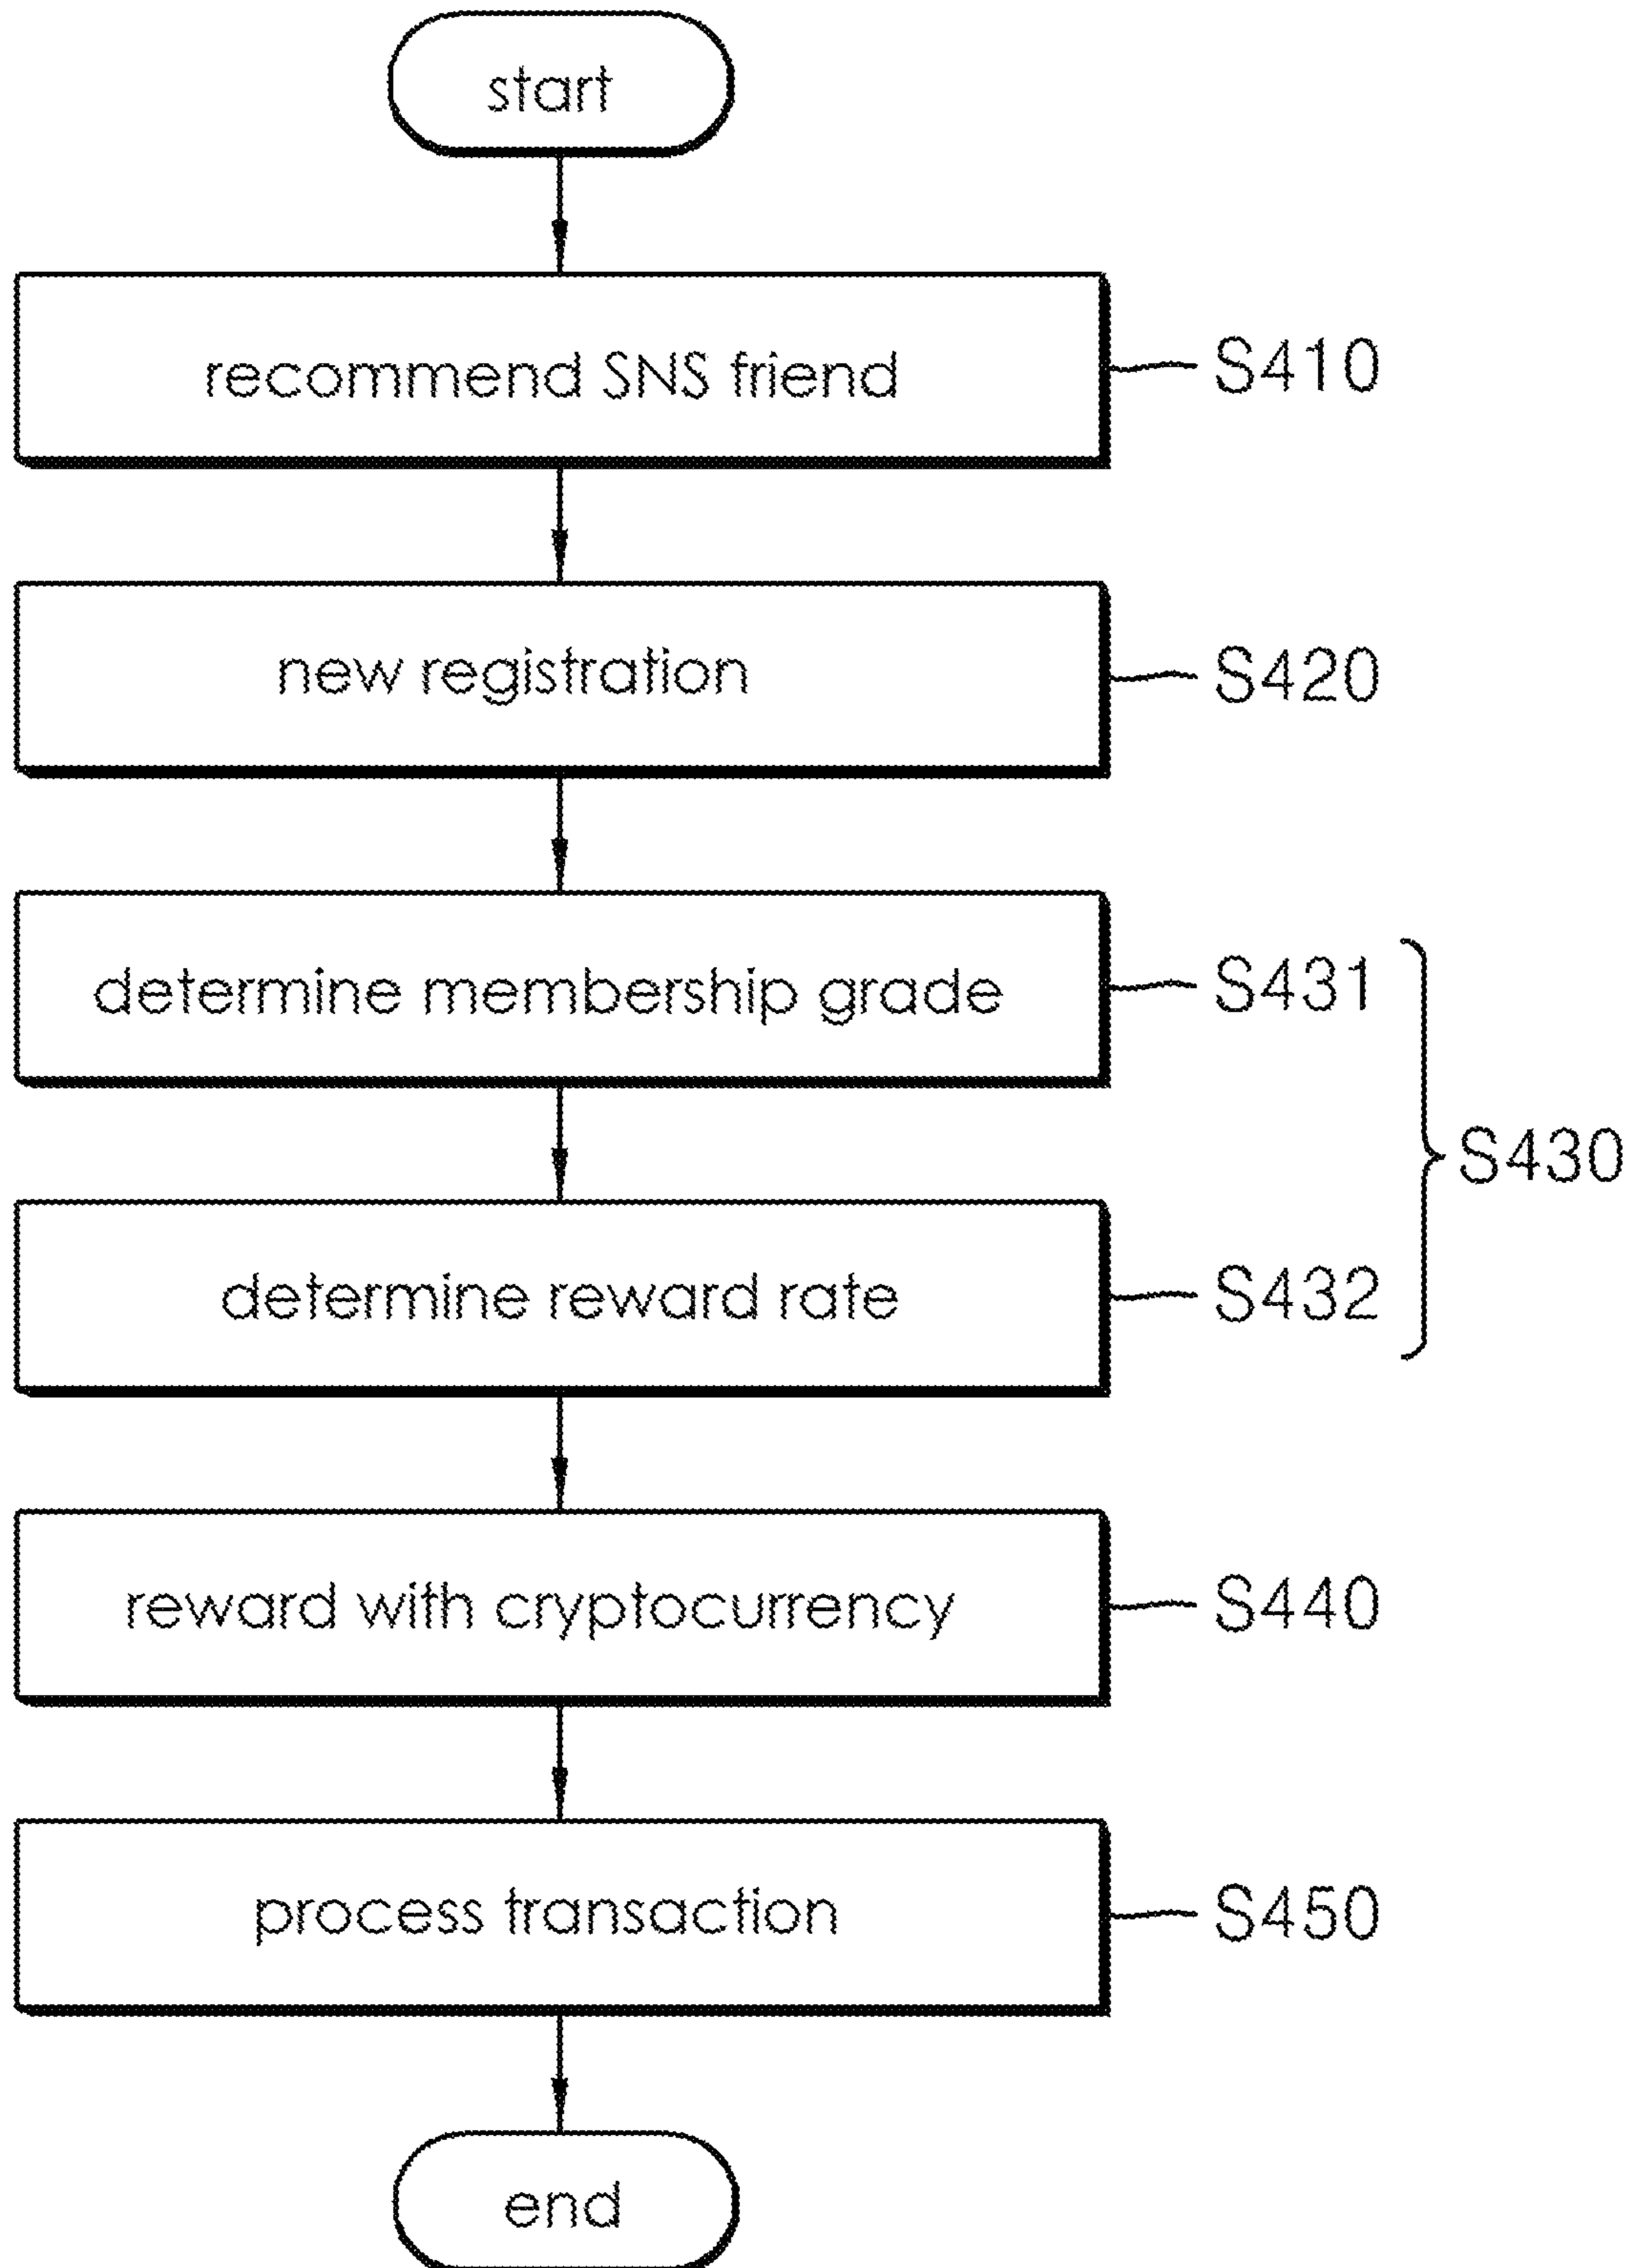 start
recommend SNS friend
S410
new registration
S420
determine membership grade
S431
S430
determine reward rate
S432
reward with cryptocurrency
S440
process transaction
S450
end